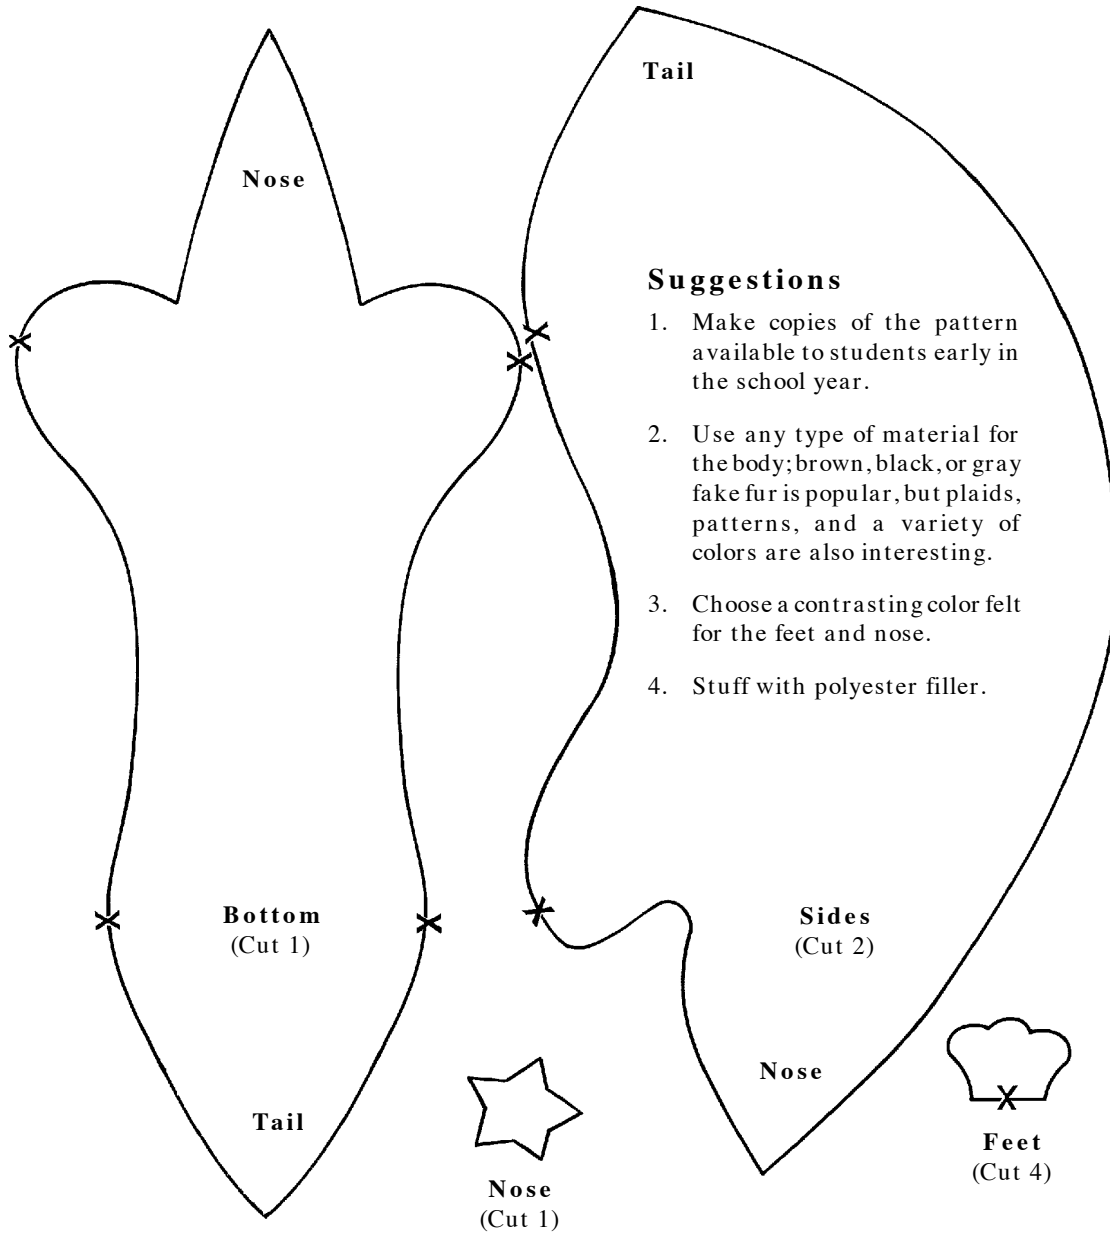 Tail
Nose
Suggestions
1. Make copies of the pattern
available to students early in
the school year.
2. Use any type of material for
the body; brown, black, or gray
fake fur is popular, but plaids,
patterns, and a variety of
colors are also interesting.
3. Choose a contrasting color felt
for the feet and nose.
4. Stuff with polyester filler.
Bottom
(Cut 1)
Sides
(Cut 2)
Nose
Tail
Nose
(Cut 1)
Feet
(Cut 4)